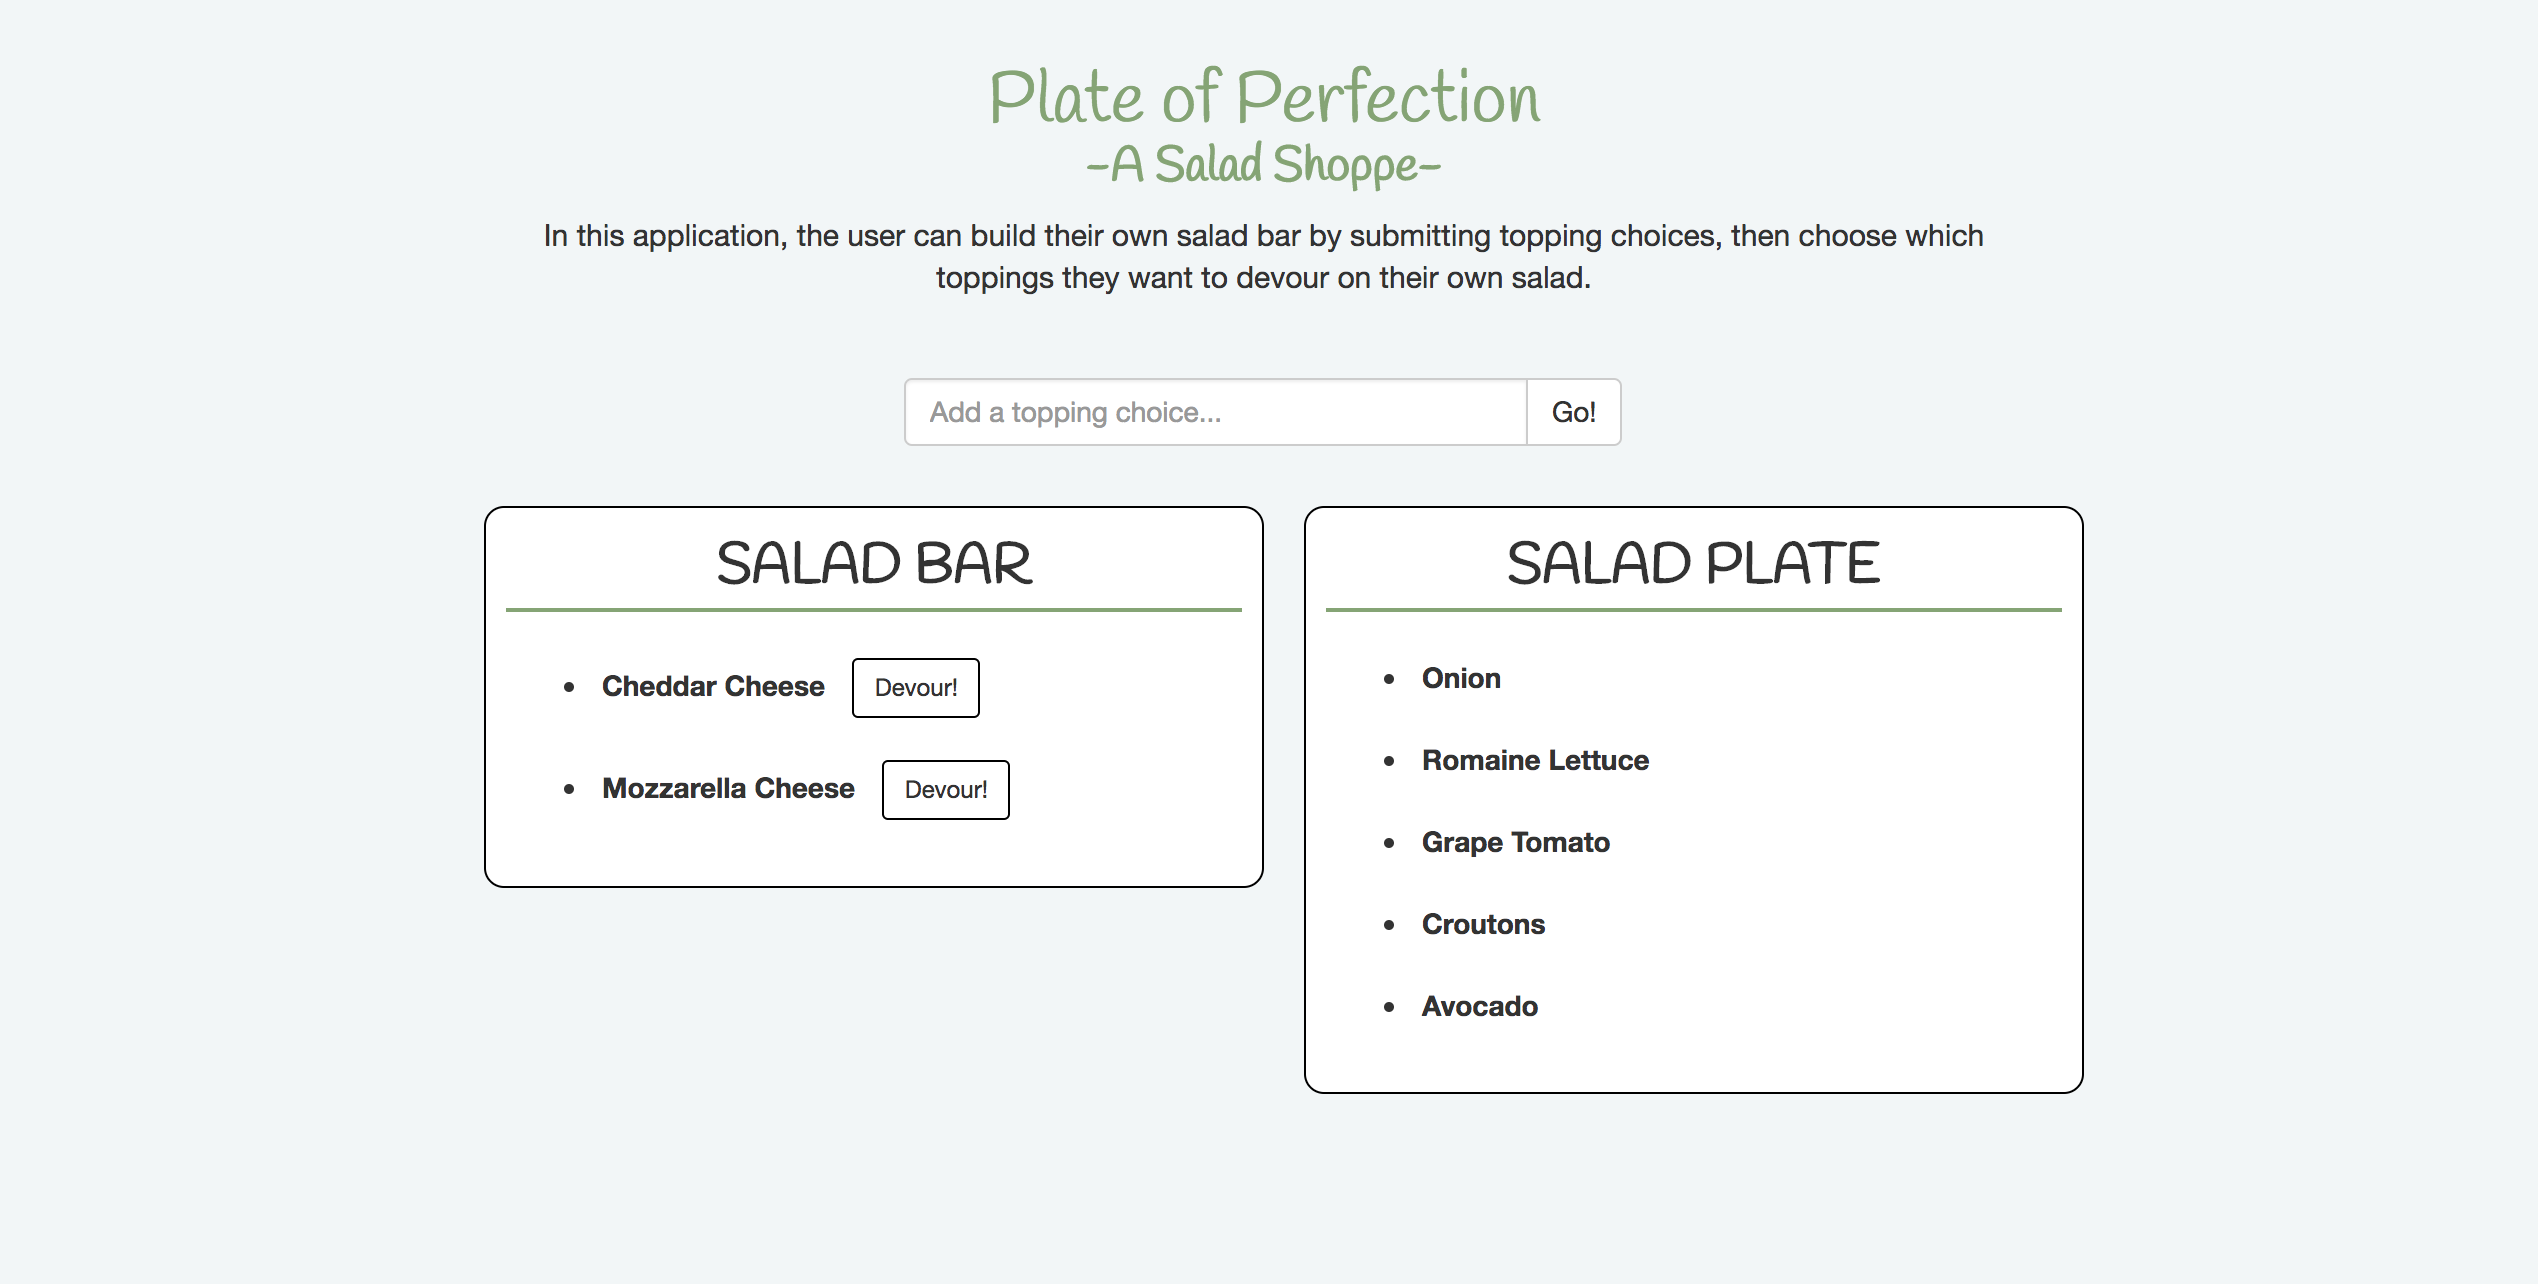 Plate of Perfection
-A Salad Shoppe-
In this application, the user can build their own salad bar by submitting topping choices, then choose which
toppings they want to devour on their own salad.
Add a topping choice...
Go!
SALAD BAR
Cheddar Cheese
Devour!
Mozzarella Cheese
Devour!
SALAD PLATE
Onion
Romaine Lettuce
Grape Tomato
Croutons
Avocado